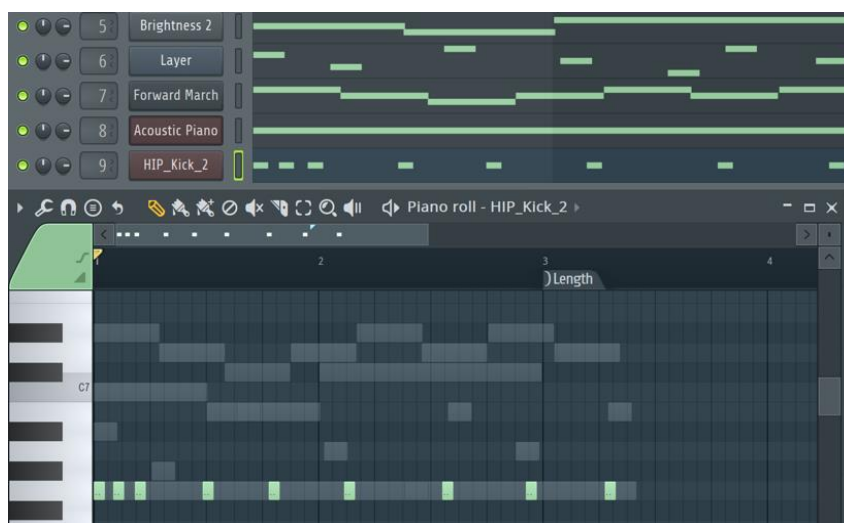 5 Brightness 2
6 Layer
7 Forward March
8 Acoustic Piano
9 HIP_Kick_2
Piano roll - HIP_Kick_2
1 2 3 4
Length
C7